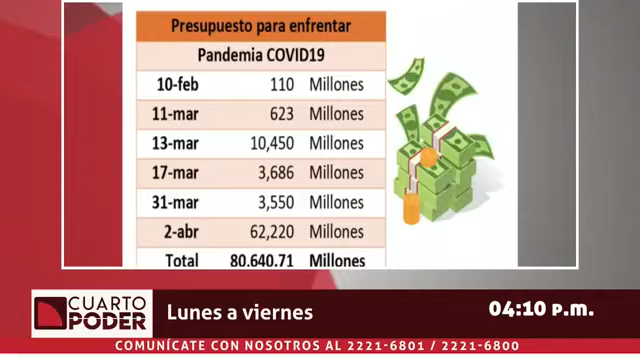 Presupuesto para enfrentar
Pandemia COVID19
10-feb 110 Millones
11-mar 623 Millones
13-mar 10,450 Millones
17-mar 3,686 Millones
31-mar 3,550 Millones
2-abr 62,220 Millones
Total 80.640.71 Millones
CUARTO
PODER
Lunes a viernes
04:10 p.m.
COMUNÍCATE CON NOSOTROS AL 2221-6801 / 2221-6800